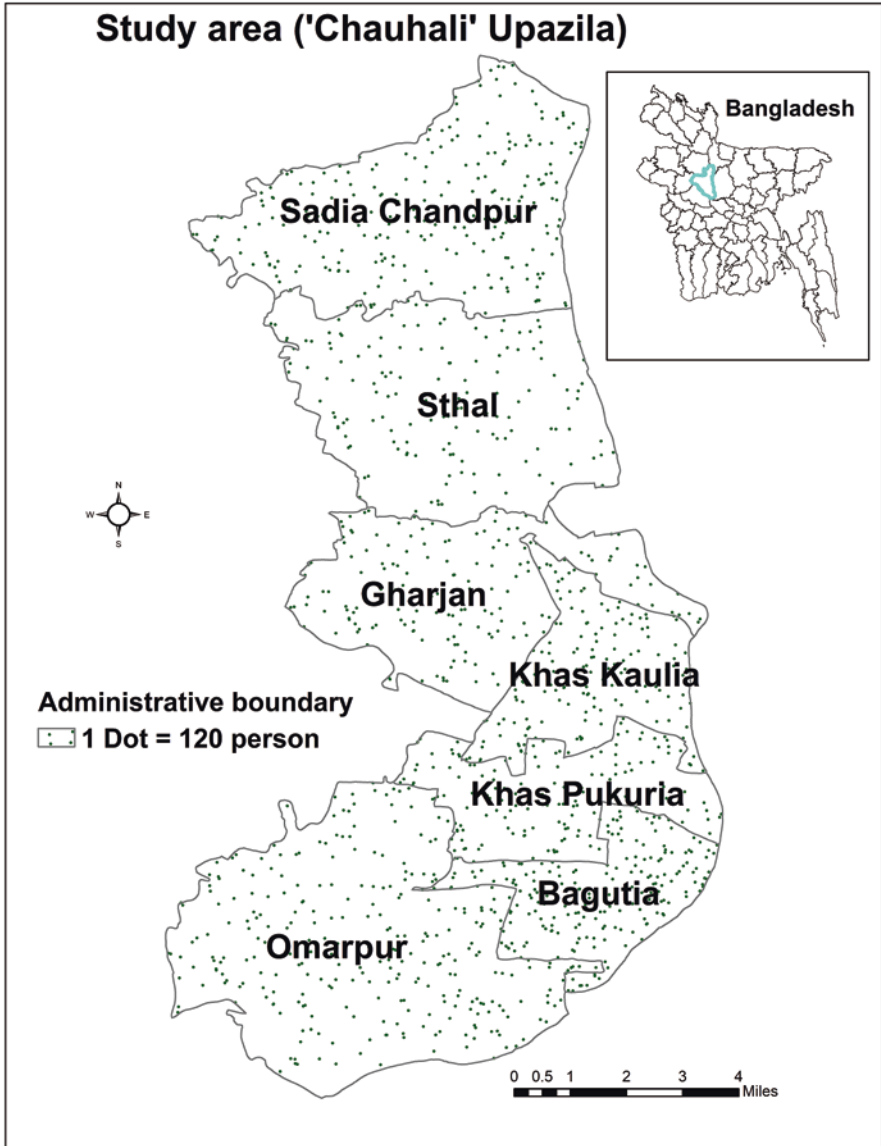 Study area ('Chauhali' Upazila)
Bangladesh
Sadia Chandpur
Sthal
N
W E
S
Gharjan
Khas Kaulia
Administrative boundary
1 Dot = 120 person
Khas Pukuria
Bagutia
Omarpur
0 0.5 1 2 3 4
Miles